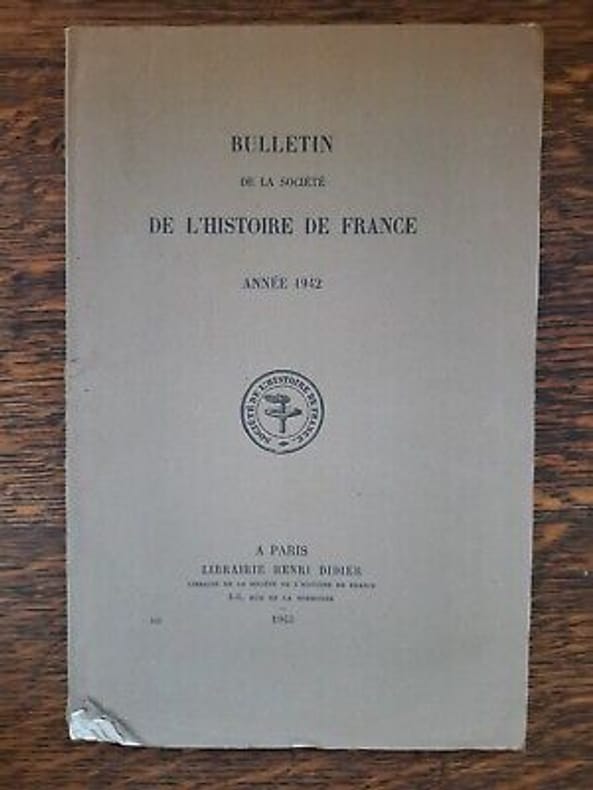 BULLETIN
DE LA SOCIÉTÉ
DE L'HISTOIRE DE FRANCE
ANNÉE 1942
SOCIÉTÉ DE L'HISTOIRE DE FRANCE
A PARIS
LIBRAIRIE HENRI DIDIER
LIBRAIRE DE LA SOCIÉTÉ DE L'HISTOIRE DE FRANCE
RUE DE LA SORBONNE